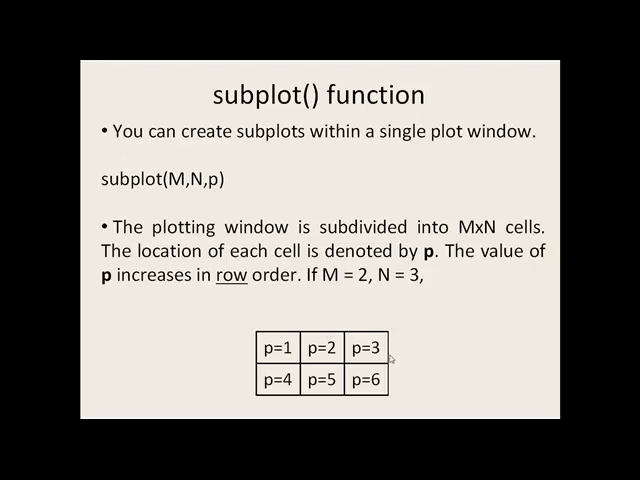 subplot() function
• You can create subplots within a single plot window.
subplot(M,N,p)
• The plotting window is subdivided into MxN cells.
The location of each cell is denoted by p. The value of
p increases in row order. If M = 2, N = 3,
p=1 p=2 p=3
p=4 p=5 p=6